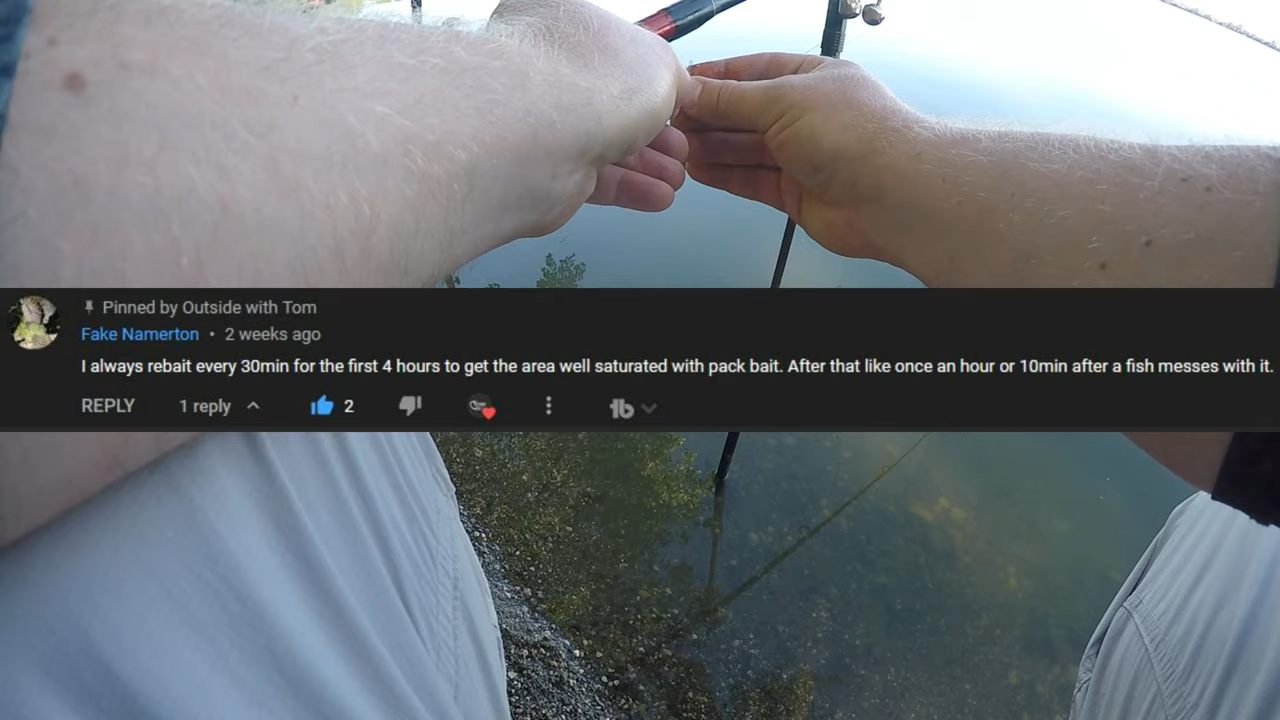 Pinned by Outside with Tom
Fake Namerton • 2 weeks ago
I always rebait every 30min for the first 4 hours to get the area well saturated with pack bait. After that like once an hour or 10min after a fish messes with it.
REPLY 1 reply 2